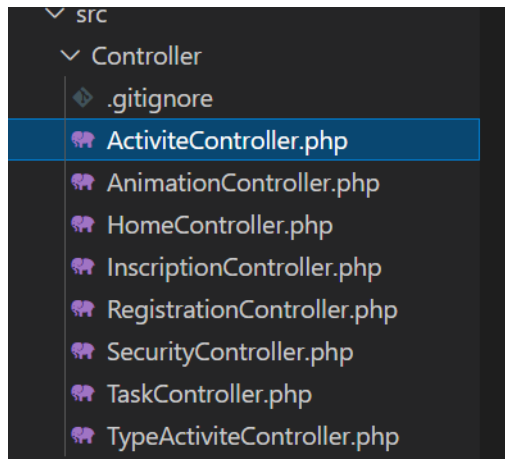 src
Controller
.gitignore
ActiviteController.php
AnimationController.php
HomeController.php
InscriptionController.php
RegistrationController.php
SecurityController.php
TaskController.php
TypeActiviteController.php